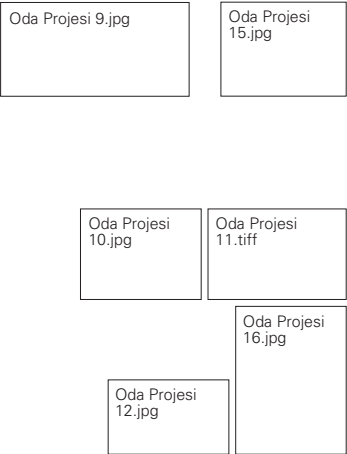 Oda Projesi 9.jpg
Oda Projesi
15.jpg
Oda Projesi
10.jpg
Oda Projesi
11.tiff
Oda Projesi
16.jpg
Oda Projesi
12.jpg